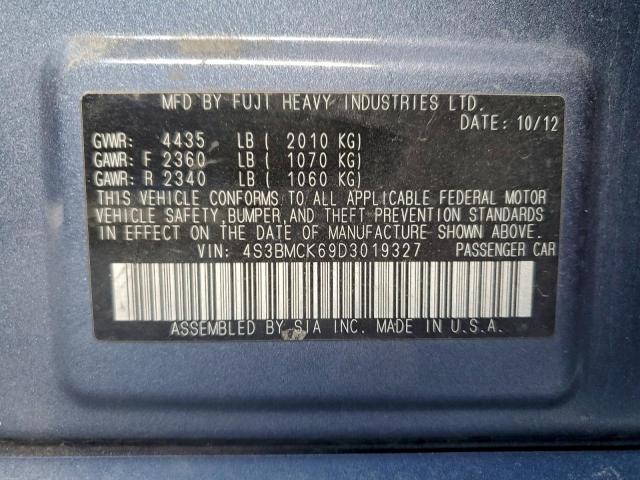 MFD BY FUJI HEAVY INDUSTRIES LTD.
DATE: 10/12
GVWR: 4435 LB ( 2010 KG)
GAWR: F 2360 LB ( 1070 KG)
GAWR: R 2340 LB ( 1060 KG)
THIS VEHICLE CONFORMS TO ALL APPLICABLE FEDERAL MOTOR
VEHICLE SAFETY, BUMPER, AND THEFT PREVENTION STANDARDS
IN EFFECT ON THE DATE OF MANUFACTURE SHOWN ABOVE.
VIN: 4S3BMCK69D3019327 PASSENGER CAR
ASSEMBLED BY SIA INC. MADE IN U.S.A.